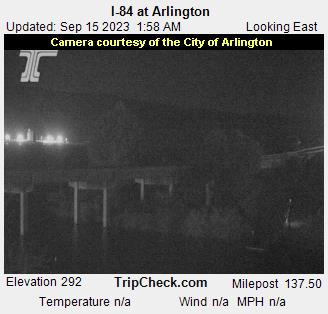 I-84 at Arlington
Updated: Sep 15 2023 1:58 AM Looking East
Camera courtesy of the City of Arlington
Elevation 292 TripCheck.com Milepost 137.50
Temperature n/a Wind n/a MPH n/a